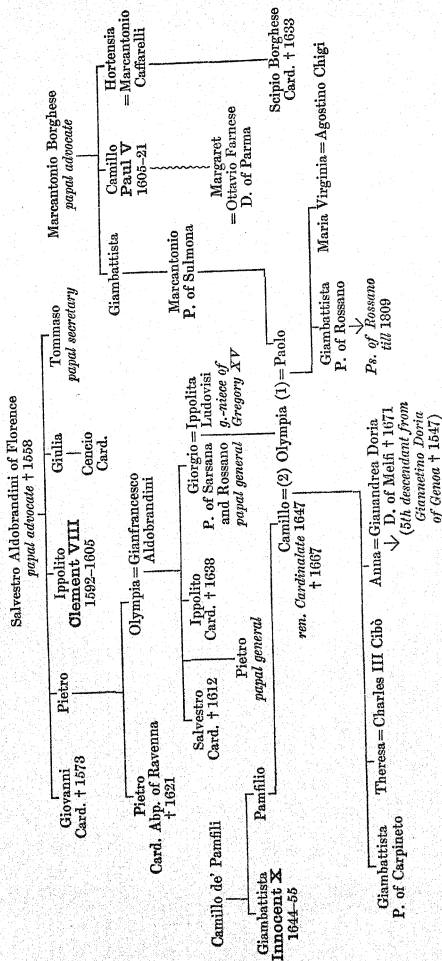 Salvestro Aldobrandini of Florence
papal advocate † 1558
Giovanni
Card. † 1573
Pietro
Ippolito
Clement VIII
1592–1605
Giulia
Cencio
Card.
Tommaso
papal secretary
Marcantonio Borghese
papal advocate
Giambattista
Camillo
Paul V
1605–21
Hortensia
= Marcantonio
Caffarelli
Pietro
Card. Abp. of Ravenna
† 1621
Olympia = Gianfrancesco
Aldobrandini
Marcantonio
P. of Sulmona
Margaret
= Ottavio Farnese
D. of Parma
Scipio Borghese
Card. † 1633
Camillo de' Pamfili
Salvestro
Card. † 1612
Pietro
papal general
Ippolito
Card. † 1638
Giorgio = Ippolita
P. of Sarsana Ludovisi
and Rossano g.-niece of
papal general Gregory XV
Giambattista
Innocent X
1644–55
Pamfilio
Camillo = (2) Olympia (1) = Paolo
ren. Cardinalate 1647
† 1667
Giambattista
P. of Rossano
Ps. of Rossano
till 1809
Maria Virginia = Agostino Chigi
Giambattista
P. of Carpineto
Theresa = Charles III Cibò
Anna = Gianandrea Doria
D. of Melfi † 1671
(5th descendant from
Giannetino Doria
of Genoa † 1547)